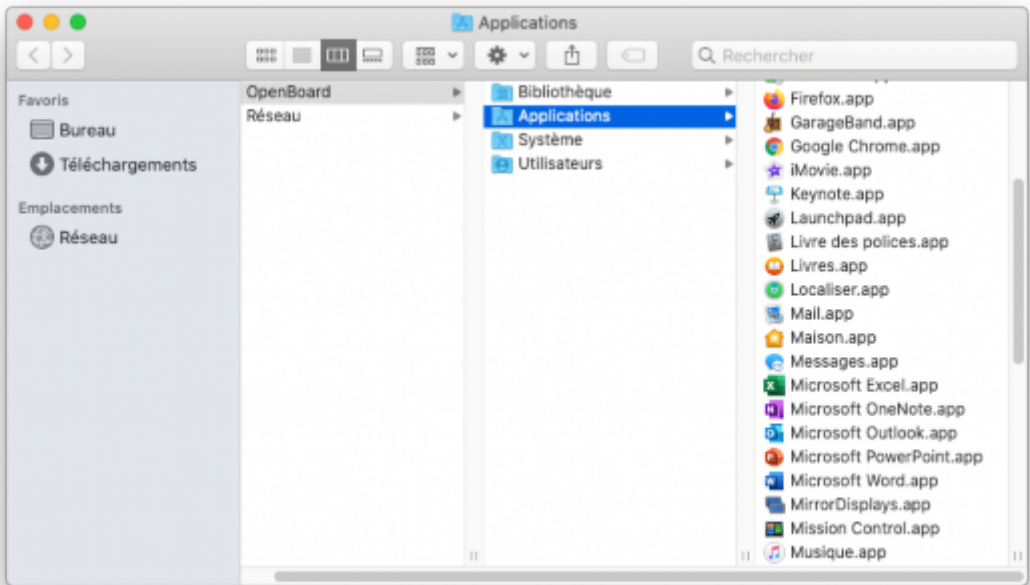 Applications
Rechercher
Favoris
Bureau
Téléchargements
Emplacements
Réseau
OpenBoard
Réseau
Bibliothèque
Applications
Système
Utilisateurs
Firefox.app
GarageBand.app
Google Chrome.app
iMovie.app
Keynote.app
Launchpad.app
Livre des polices.app
Livres.app
Localiser.app
Mail.app
Maison.app
Messages.app
Microsoft Excel.app
Microsoft OneNote.app
Microsoft Outlook.app
Microsoft PowerPoint.app
Microsoft Word.app
MirrorDisplays.app
Mission Control.app
Musique.app